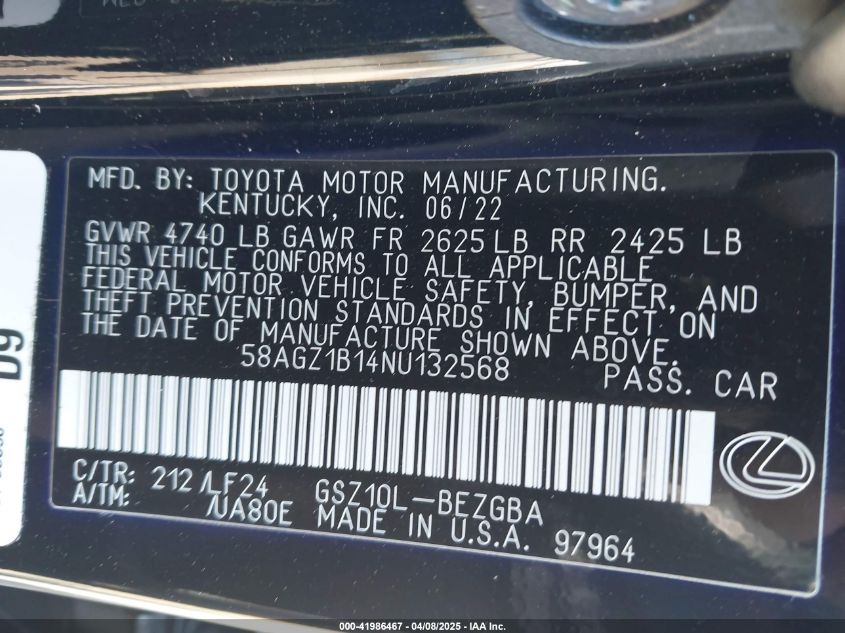 MFD. BY: TOYOTA MOTOR MANUFACTURING.
KENTUCKY, INC. 06/22
GVWR 4740 LB GAWR FR 2625 LB RR 2425 LB
THIS VEHICLE CONFORMS TO ALL APPLICABLE
FEDERAL MOTOR VEHICLE SAFETY, BUMPER, AND
THEFT PREVENTION STANDARDS IN EFFECT ON
THE DATE OF MANUFACTURE SHOWN ABOVE.
58AGZ1B14NU132568 PASS. CAR
C/TR: 212 /LF24 GSZ10L-BEZGBA
A/TM: /UA80E MADE IN U.S.A. 97964
D9
000-41986467 | 04/08/2025 - IAA Inc.